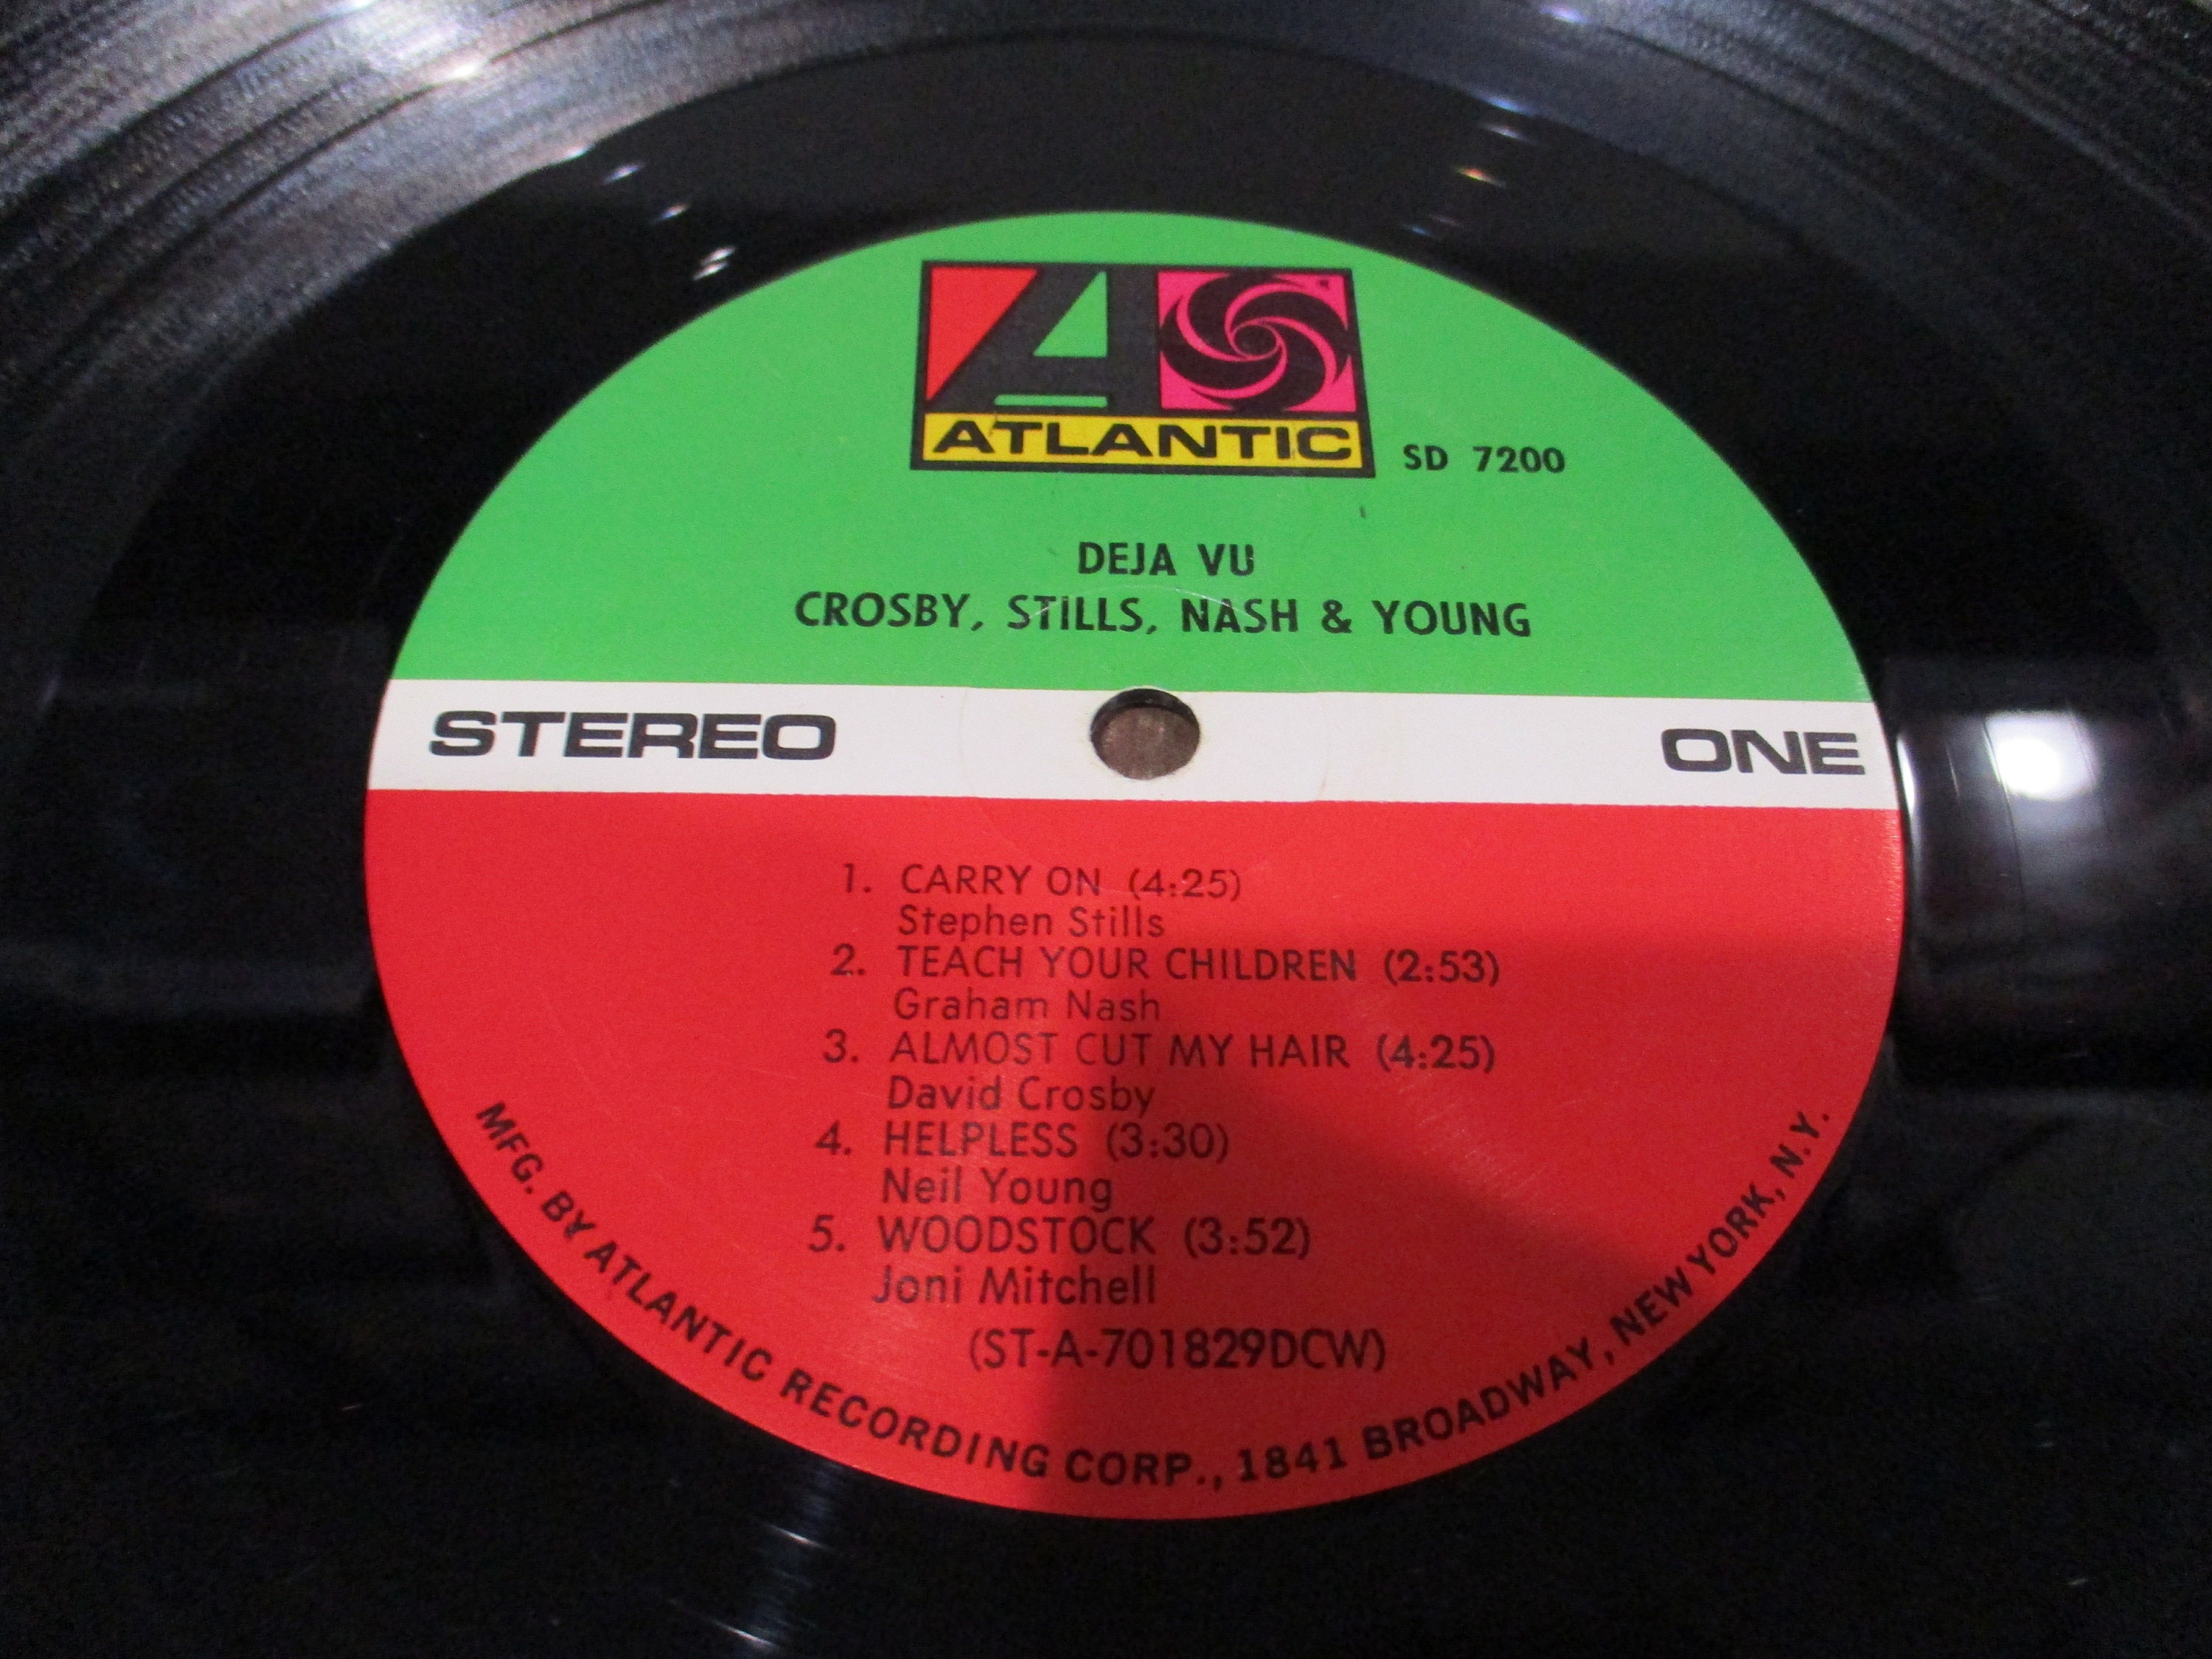 ATLANTIC
SD 7200
DEJA VU
CROSBY, STILLS, NASH & YOUNG
STEREO
ONE
1. CARRY ON (4:25)
Stephen Stills
2. TEACH YOUR CHILDREN (2:53)
Graham Nash
3. ALMOST CUT MY HAIR (4:25)
David Crosby
4. HELPLESS (3:30)
Neil Young
5. WOODSTOCK (3:52)
Joni Mitchell
(ST-A-701829DCW)
MFG. BY ATLANTIC RECORDING CORP., 1841 BROADWAY, NEW YORK, N.Y.